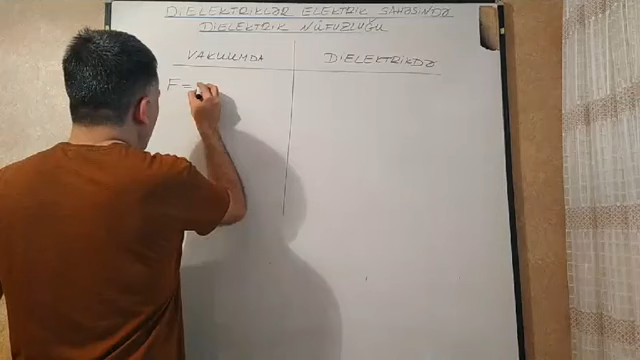 DİELEKTRİKLƏR ELEKTRİK SAHƏSİNDƏ
DİELEKTRİK NÜFUZLUĞU
VAKUUMDA
DİELEKTRİKDƏ
F=